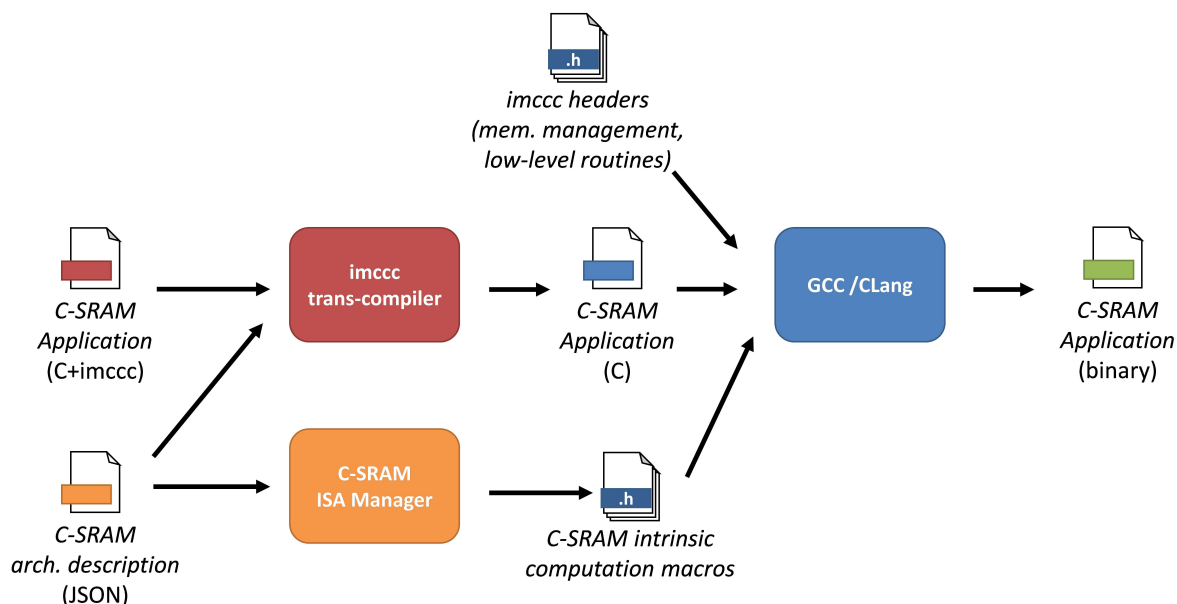 .h
imccc headers
(mem. management,
low-level routines)
C-SRAM
Application
(C+imccc)
imccc
trans-compiler
C-SRAM
Application
(C)
GCC /CLang
C-SRAM
Application
(binary)
C-SRAM
arch. description
(JSON)
C-SRAM
ISA Manager
.h
C-SRAM intrinsic
computation macros